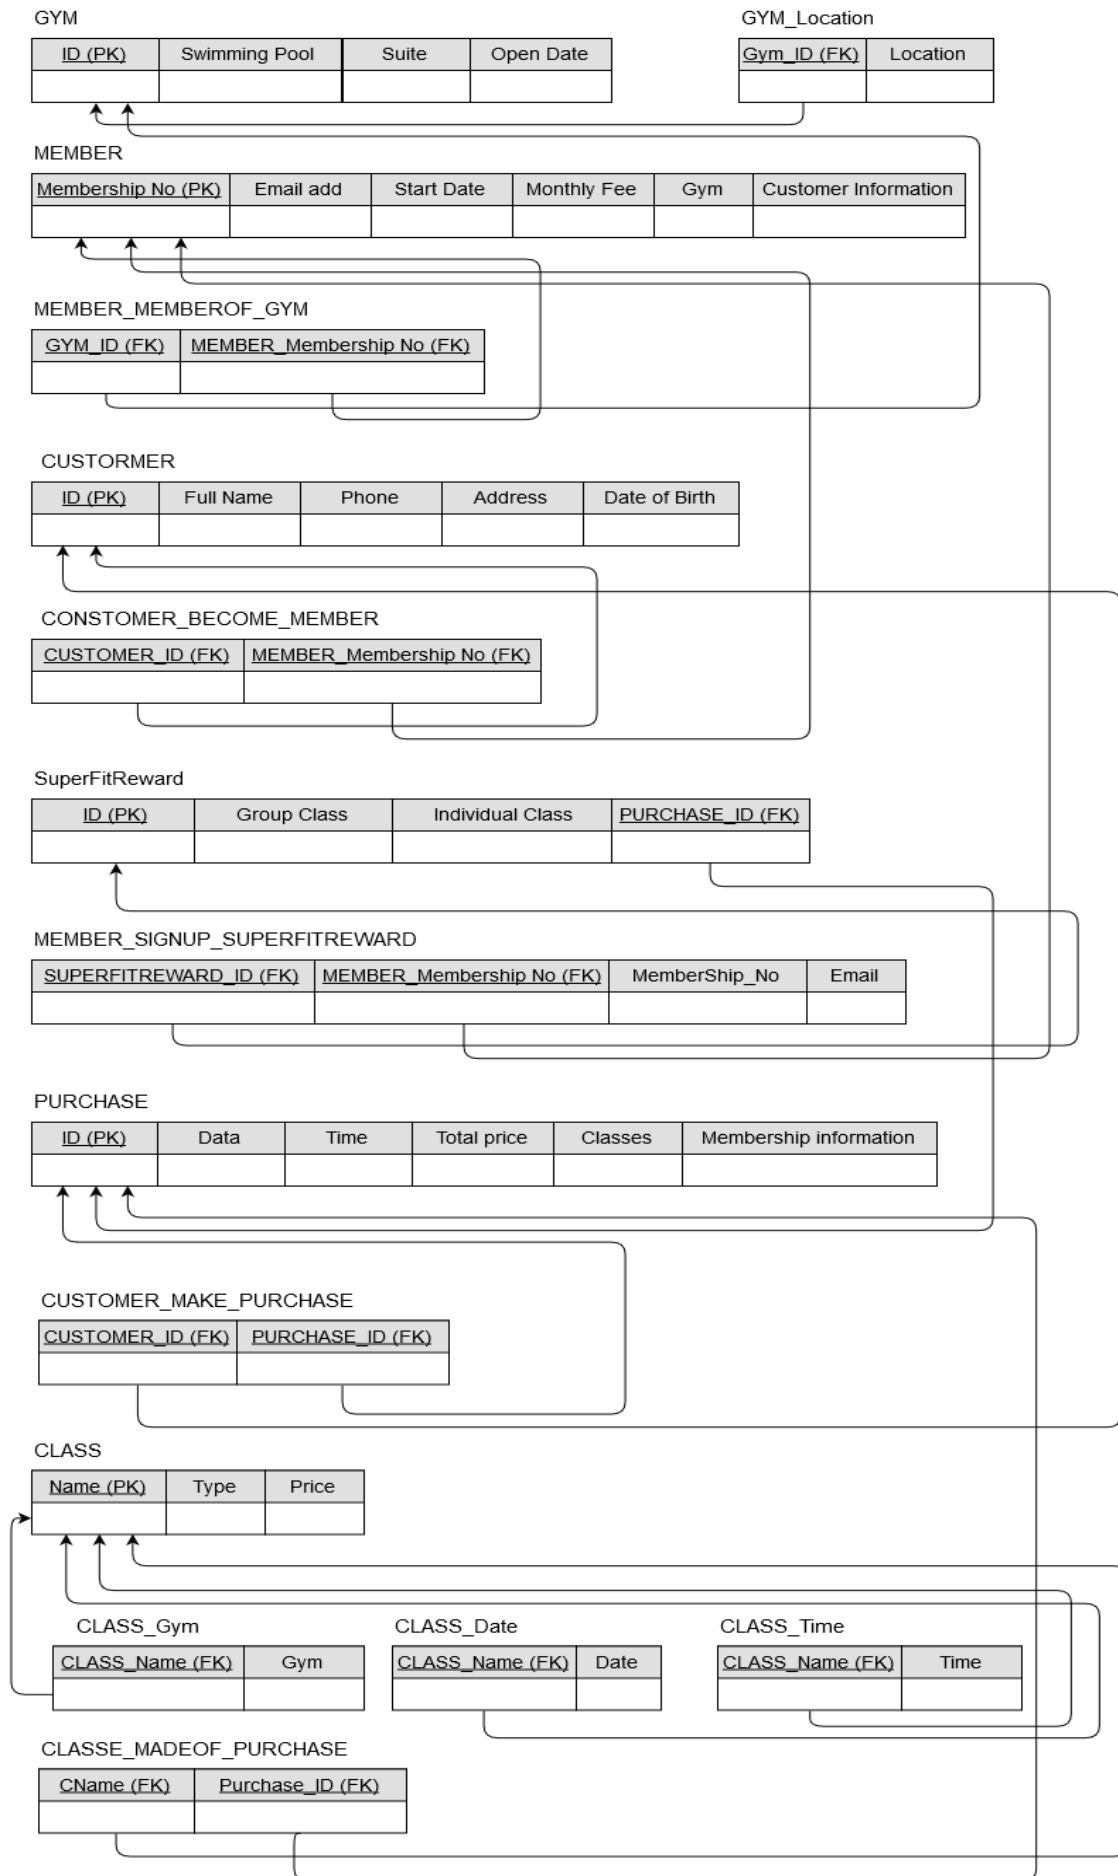 GYM
ID (PK) Swimming Pool Suite Open Date
GYM_Location
Gym_ID (FK) Location
MEMBER
Membership No (PK) Email add Start Date Monthly Fee Gym Customer Information
MEMBER_MEMBEROF_GYM
GYM_ID (FK) MEMBER_Membership No (FK)
CUSTORMER
ID (PK) Full Name Phone Address Date of Birth
CONSTOMER_BECOME_MEMBER
CUSTOMER_ID (FK) MEMBER_Membership No (FK)
SuperFitReward
ID (PK) Group Class Individual Class PURCHASE_ID (FK)
MEMBER_SIGNUP_SUPERFITREWARD
SUPERFITREWARD_ID (FK) MEMBER_Membership No (FK) MemberShip_No Email
PURCHASE
ID (PK) Data Time Total price Classes Membership information
CUSTOMER_MAKE_PURCHASE
CUSTOMER_ID (FK) PURCHASE_ID (FK)
CLASS
Name (PK) Type Price
CLASS_Gym
CLASS_Name (FK) Gym
CLASS_Date
CLASS_Name (FK) Date
CLASS_Time
CLASS_Name (FK) Time
CLASSE_MADEOF_PURCHASE
CName (FK) Purchase_ID (FK)